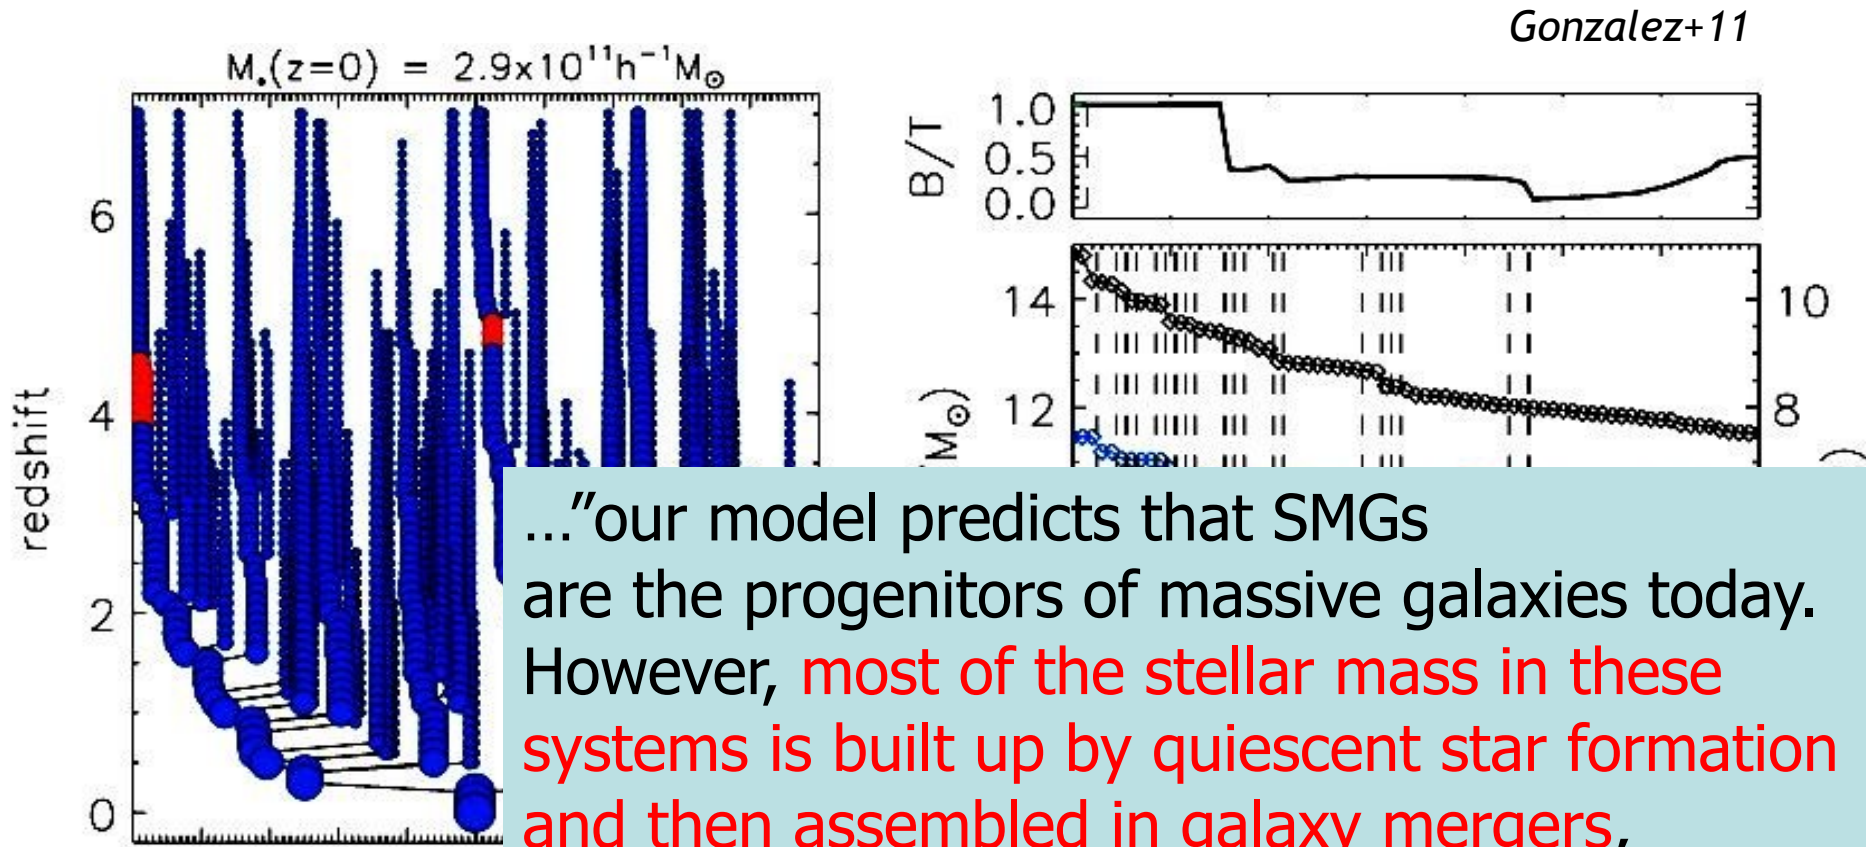 Gonzalez+11
M⋆(z=0) = 2.9x10¹¹h⁻¹M☉
redshift
6
4
2
0
B/T
1.0
0.5
0.0
14
12
10
8
M☉)
…”our model predicts that SMGs
are the progenitors of massive galaxies today.
However, most of the stellar mass in these
systems is built up by quiescent star formation
and then assembled in galaxy mergers,